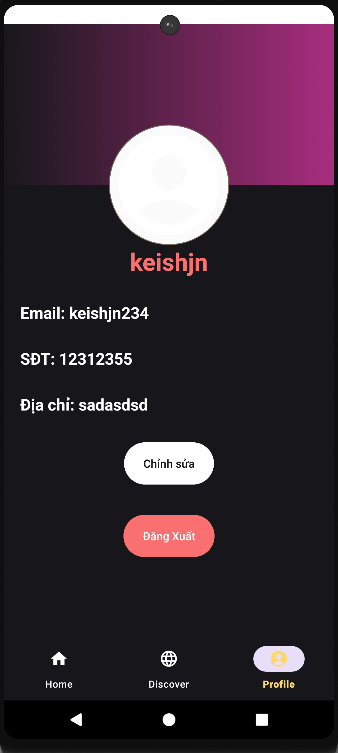 keishjn
Email: keishjn234
SĐT: 12312355
Địa chỉ: sadasdsd
Chỉnh sửa
Đăng Xuất
Home
Discover
Profile